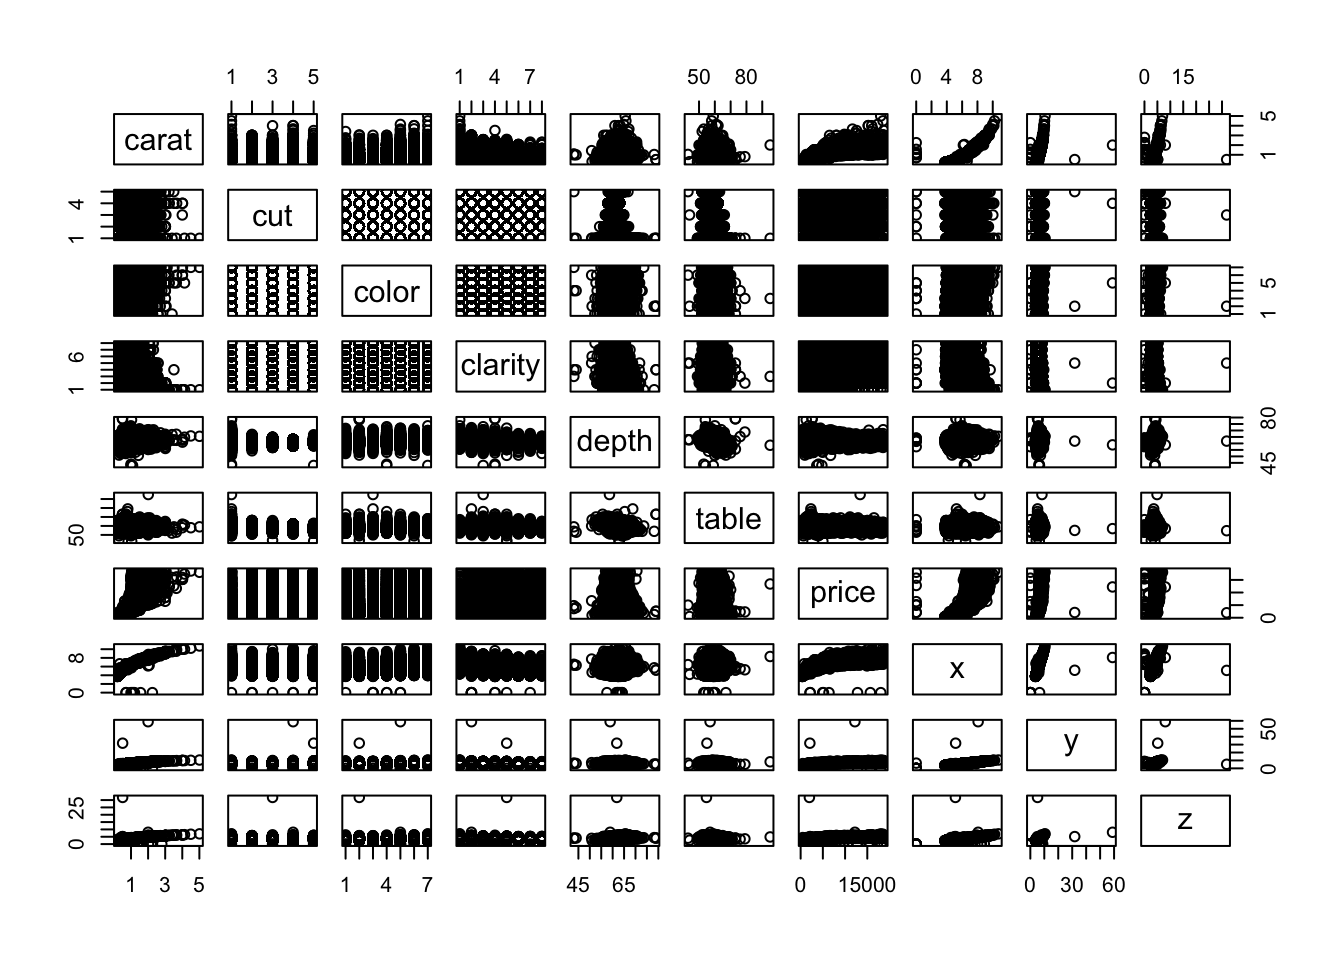 1 3 5 1 4 7 50 80 0 4 8 0 15
carat 1 5
1 4 cut
color 1 5
1 6 clarity
depth 45 80
50 table
price 0
0 8 x
y 0 50
0 25 z
1 3 5 1 4 7 45 65 0 15000 0 30 60